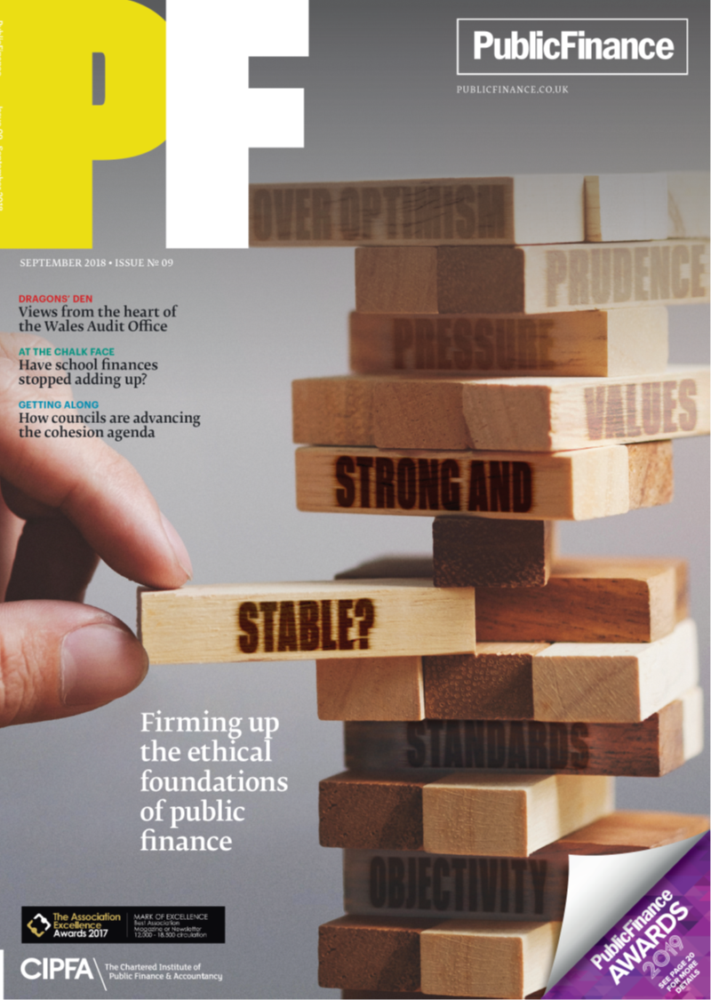 PF
PublicFinance
PUBLICFINANCE.CO.UK
SEPTEMBER 2018 • ISSUE Nº 09
DRAGONS' DEN
Views from the heart of
the Wales Audit Office
AT THE CHALK FACE
Have school finances
stopped adding up?
GETTING ALONG
How councils are advancing
the cohesion agenda
OVER OPTIMISM
PRUDENCE
PRESSURE
VALUES
STRONG AND
STABLE?
STANDARDS
OBJECTIVITY
Firming up
the ethical
foundations
of public
finance
The Association
Excellence
Awards 2017
MARK OF EXCELLENCE
Best Association
Magazine or Newsletter
12,000 - 18,500 circulation
CIPFA
The Chartered Institute of
Public Finance & Accountancy
PublicFinance
AWARDS
2019
SEE PAGE 20
FOR MORE
DETAILS